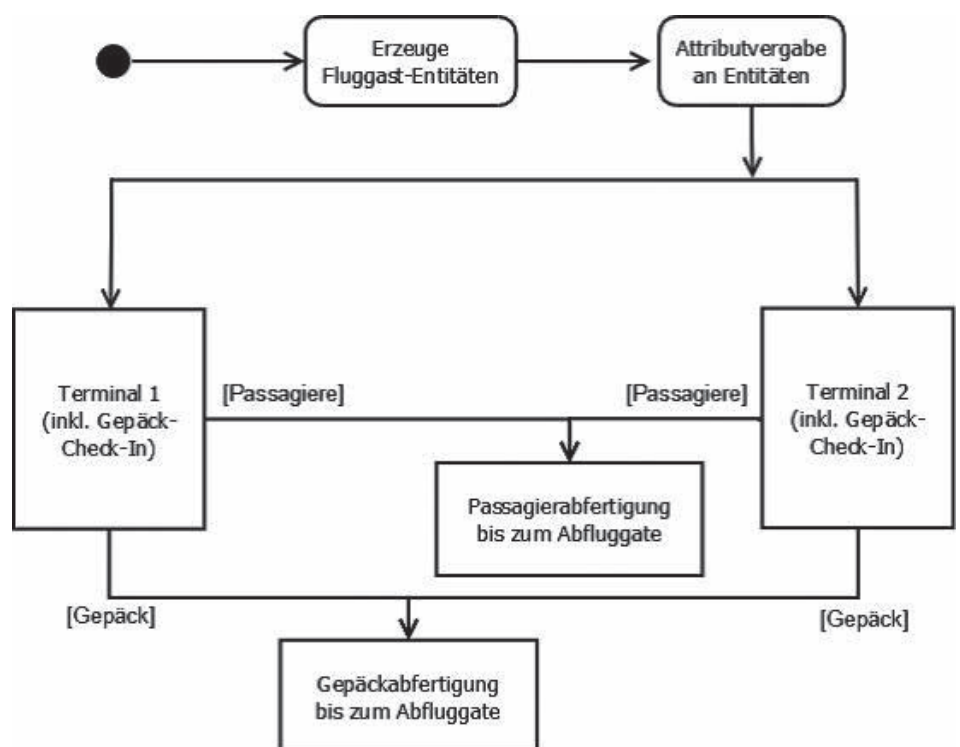 Erzeuge
Fluggast-Entitäten
Attributvergabe
an Entitäten
Terminal 1
(inkl. Gepäck-
Check-In)
[Passagiere]
[Passagiere]
Terminal 2
(inkl. Gepäck-
Check-In)
Passagierabfertigung
bis zum Abfluggate
[Gepäck]
[Gepäck]
Gepäckabfertigung
bis zum Abfluggate